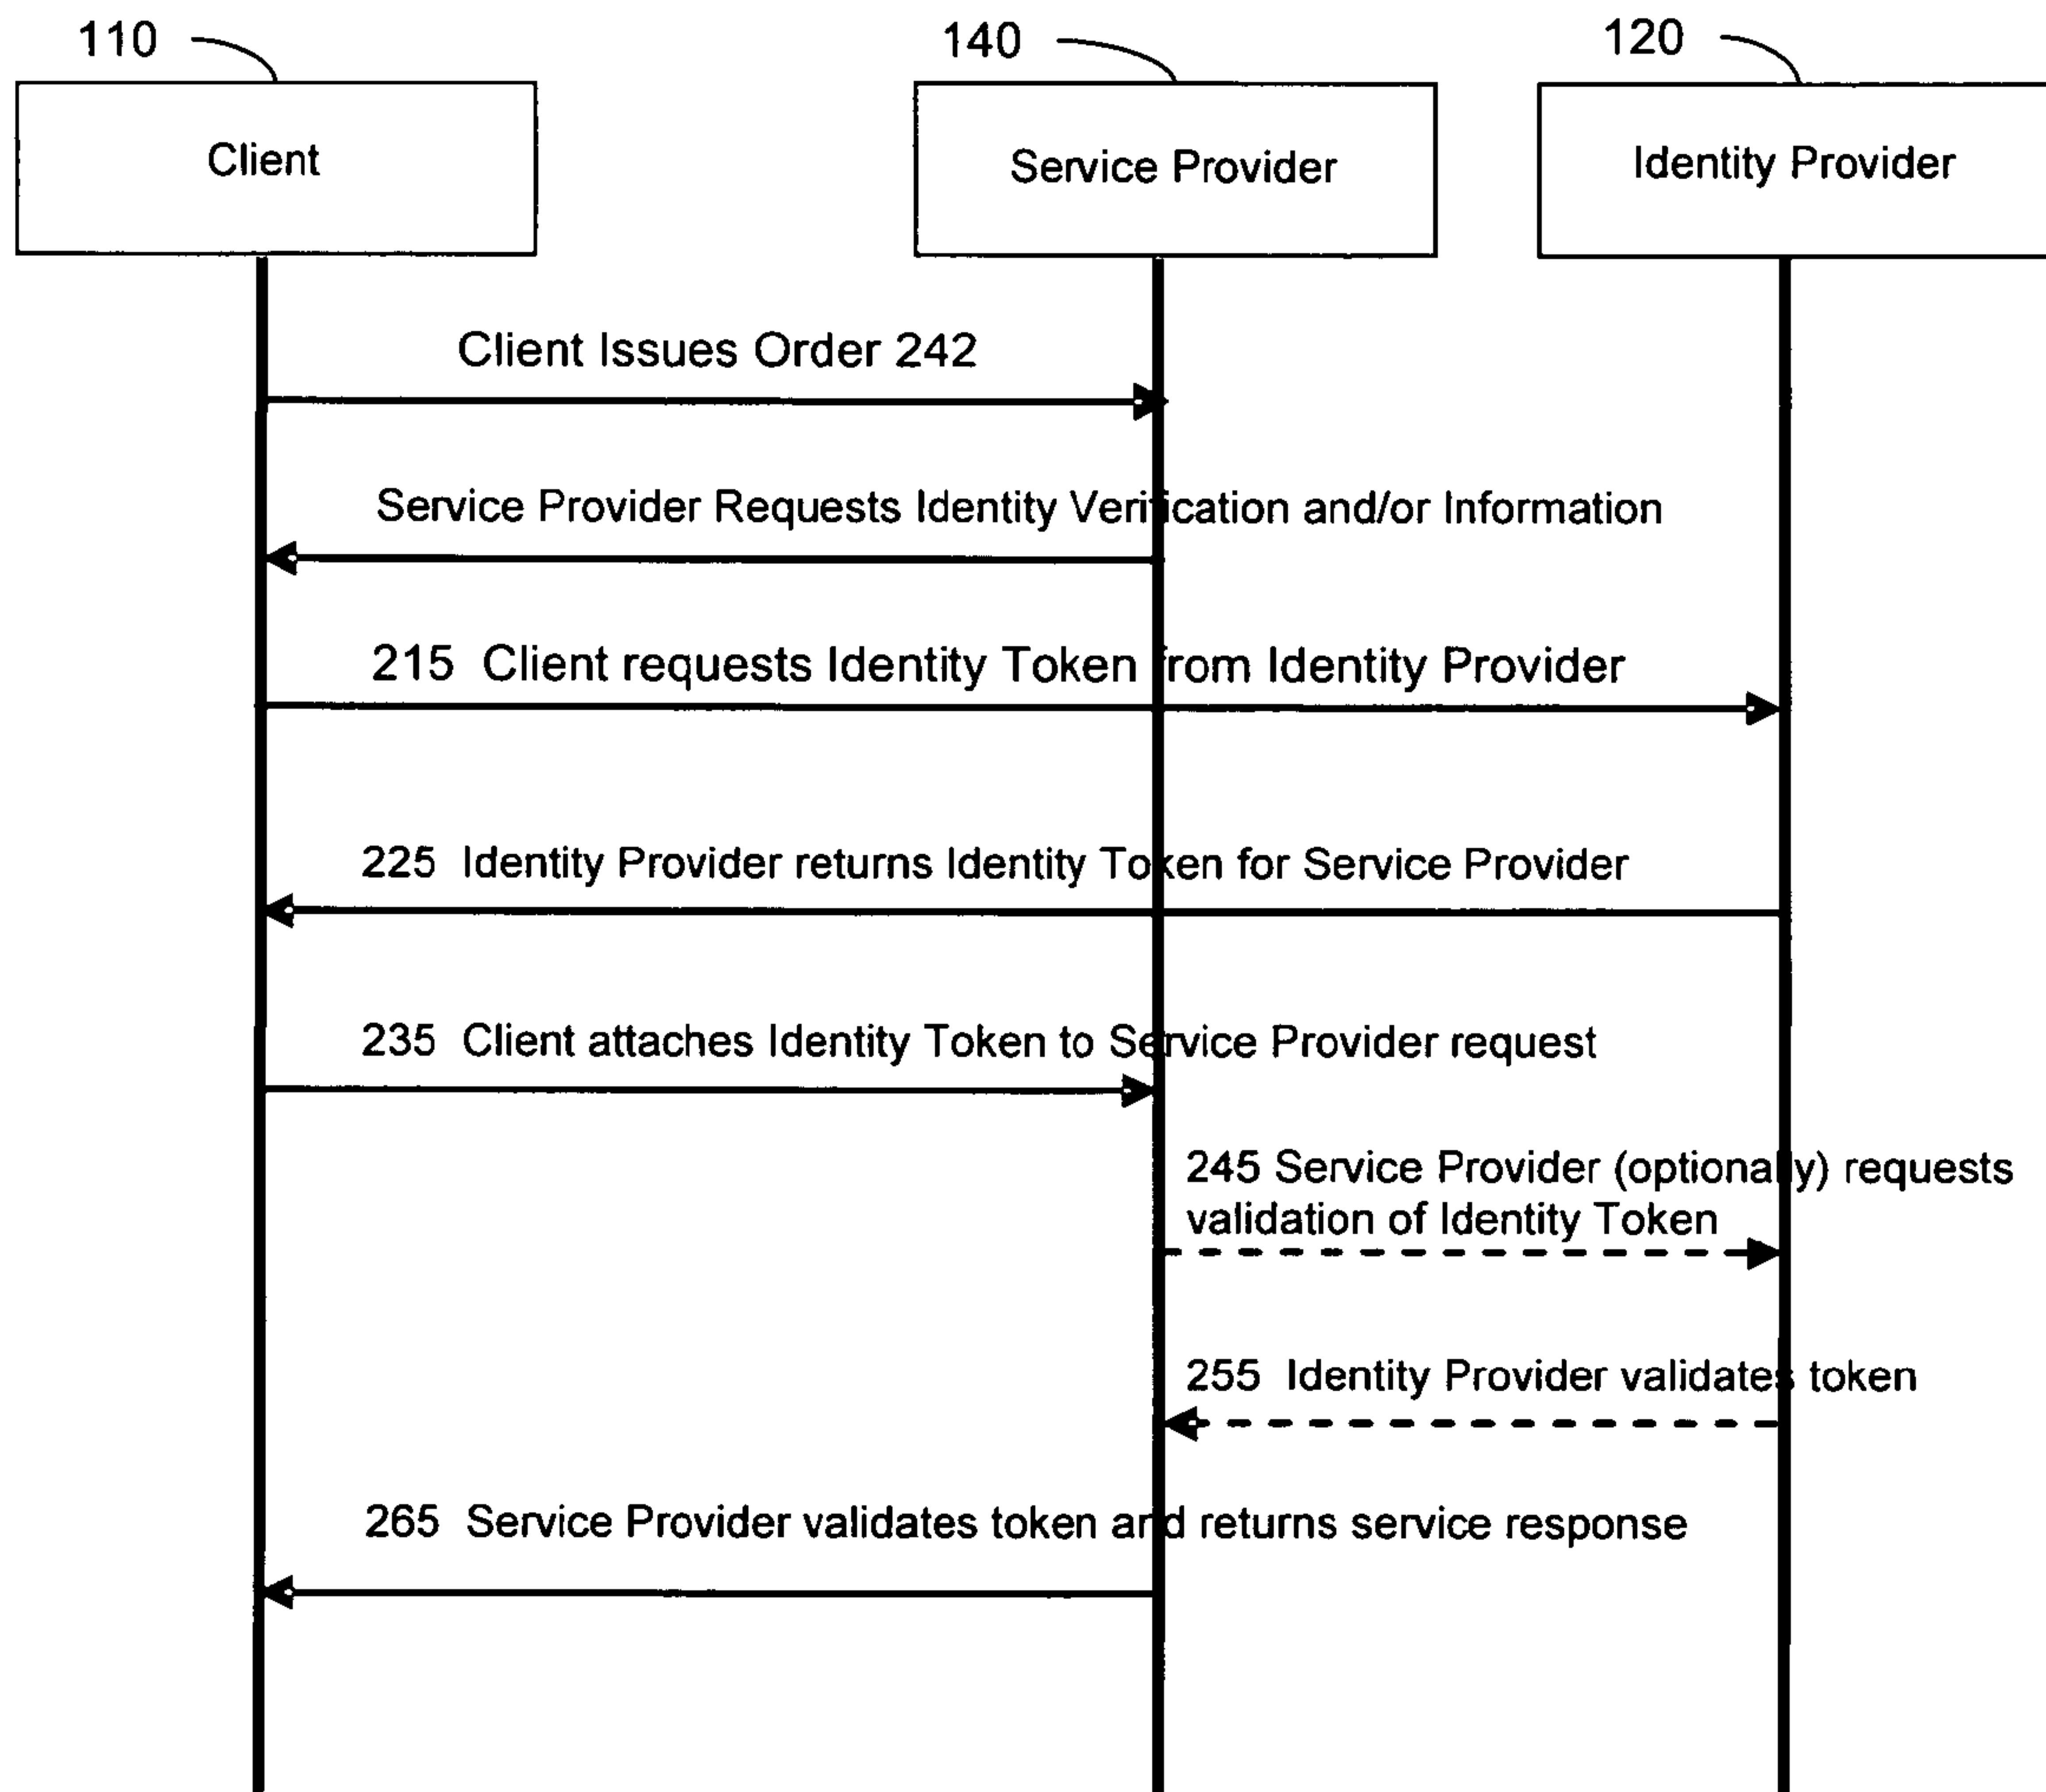 110
140
120
Client
Service Provider
Identity Provider
Client Issues Order 242
Service Provider Requests Identity Verification and/or Information
215 Client requests Identity Token from Identity Provider
225 Identity Provider returns Identity Token for Service Provider
235 Client attaches Identity Token to Service Provider request
245 Service Provider (optionally) requests
validation of Identity Token
255 Identity Provider validates token
265 Service Provider validates token and returns service response